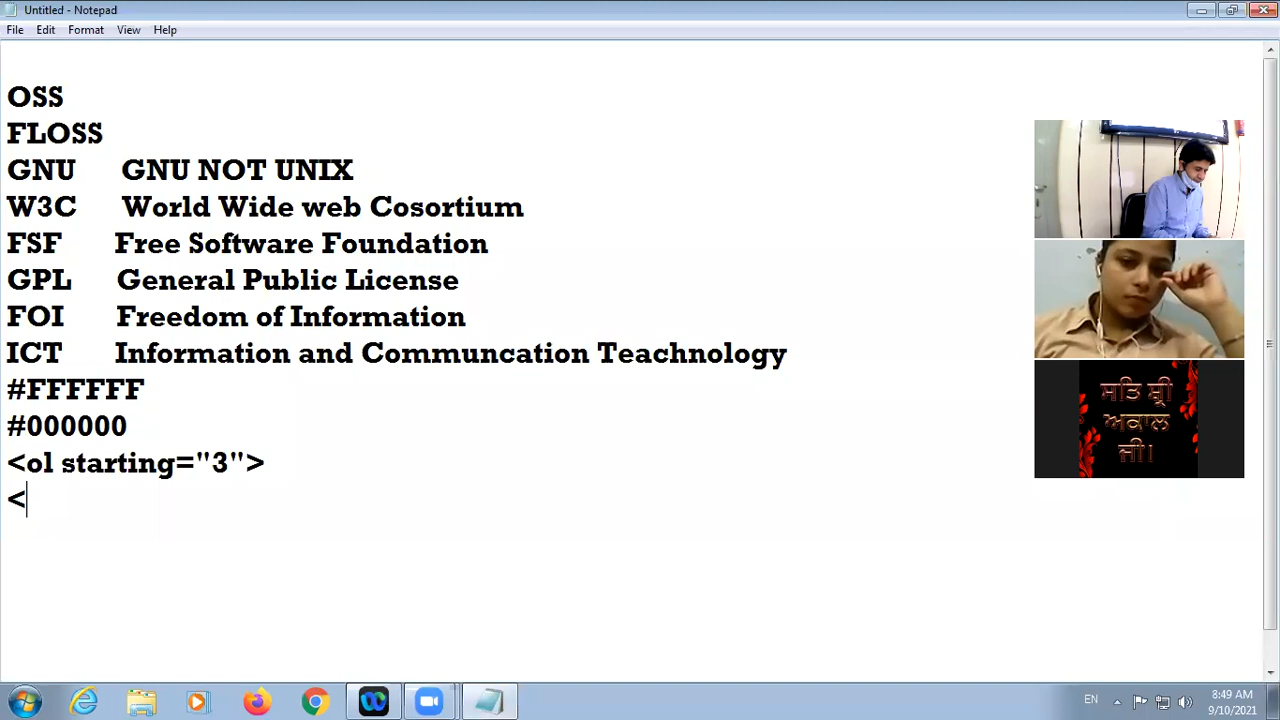 Untitled - Notepad
File Edit Format View Help
OSS
FLOSS
GNU GNU NOT UNIX
W3C World Wide web Cosortium
FSF Free Software Foundation
GPL General Public License
FOI Freedom of Information
ICT Information and Communcation Teachnology
#FFFFFF
#000000
<ol starting="3">
<
ਸਤਿ ਸ਼੍ਰੀ
ਅਕਾਲ
ਜੀ।
EN
8:49 AM
9/10/2021